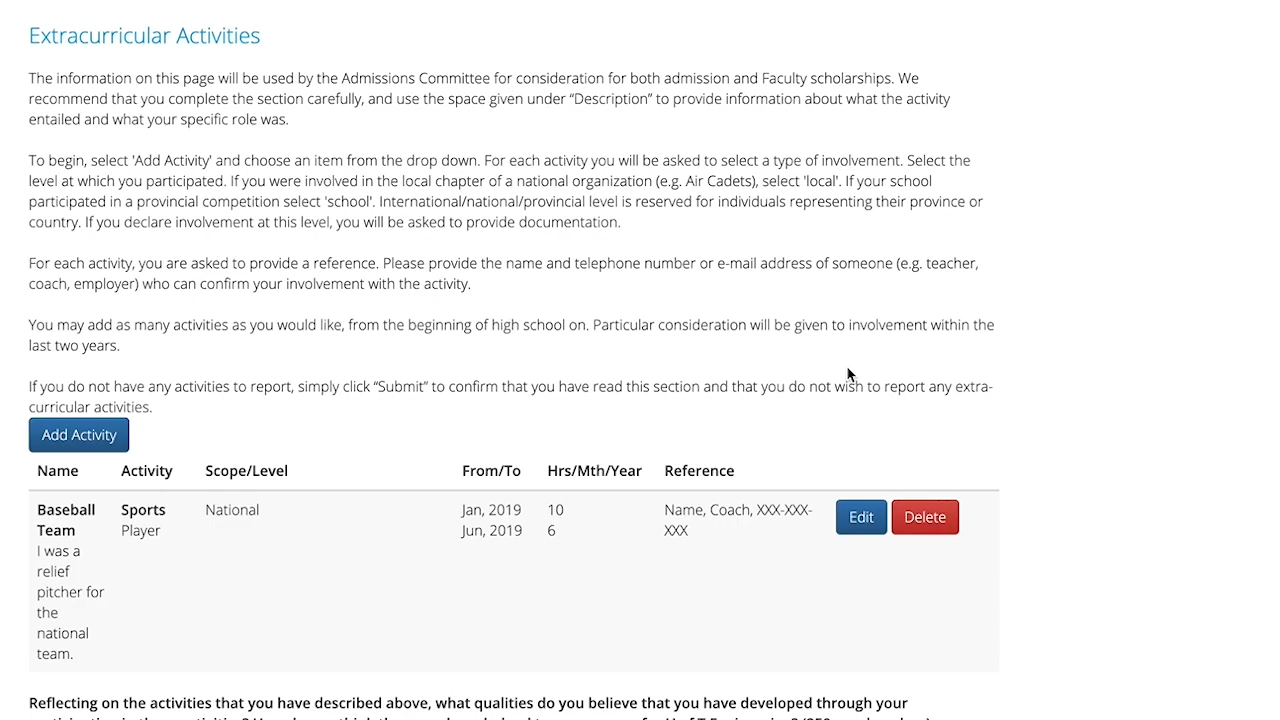 Extracurricular Activities
The information on this page will be used by the Admissions Committee for consideration for both admission and Faculty scholarships. We
recommend that you complete the section carefully, and use the space given under “Description” to provide information about what the activity
entailed and what your specific role was.
To begin, select 'Add Activity' and choose an item from the drop down. For each activity you will be asked to select a type of involvement. Select the
level at which you participated. If you were involved in the local chapter of a national organization (e.g. Air Cadets), select 'local'. If your school
participated in a provincial competition select 'school'. International/national/provincial level is reserved for individuals representing their province or
country. If you declare involvement at this level, you will be asked to provide documentation.
For each activity, you are asked to provide a reference. Please provide the name and telephone number or e-mail address of someone (e.g. teacher,
coach, employer) who can confirm your involvement with the activity.
You may add as many activities as you would like, from the beginning of high school on. Particular consideration will be given to involvement within the
last two years.
If you do not have any activities to report, simply click “Submit” to confirm that you have read this section and that you do not wish to report any extra-
curricular activities.
Add Activity
Name Activity Scope/Level From/To Hrs/Mth/Year Reference
Baseball Sports National Jan, 2019 10 Name, Coach, XXX-XXX- Edit Delete
Team Player Jun, 2019 6 XXX
I was a
relief
pitcher for
the
national
team.
Reflecting on the activities that you have described above, what qualities do you believe that you have developed through your